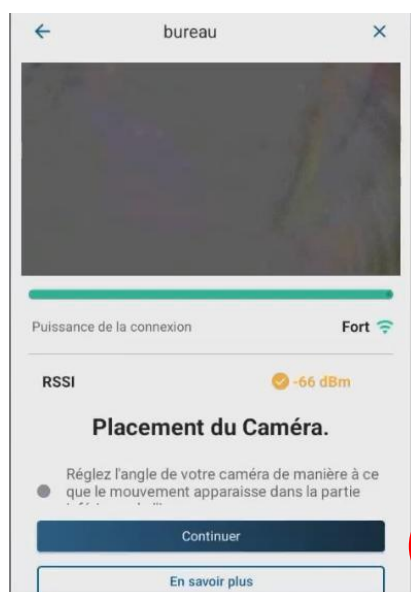 bureau
Puissance de la connexion Fort
RSSI -66 dBm
Placement du Caméra.
Réglez l'angle de votre caméra de manière à ce
que le mouvement apparaisse dans la partie
Continuer
En savoir plus